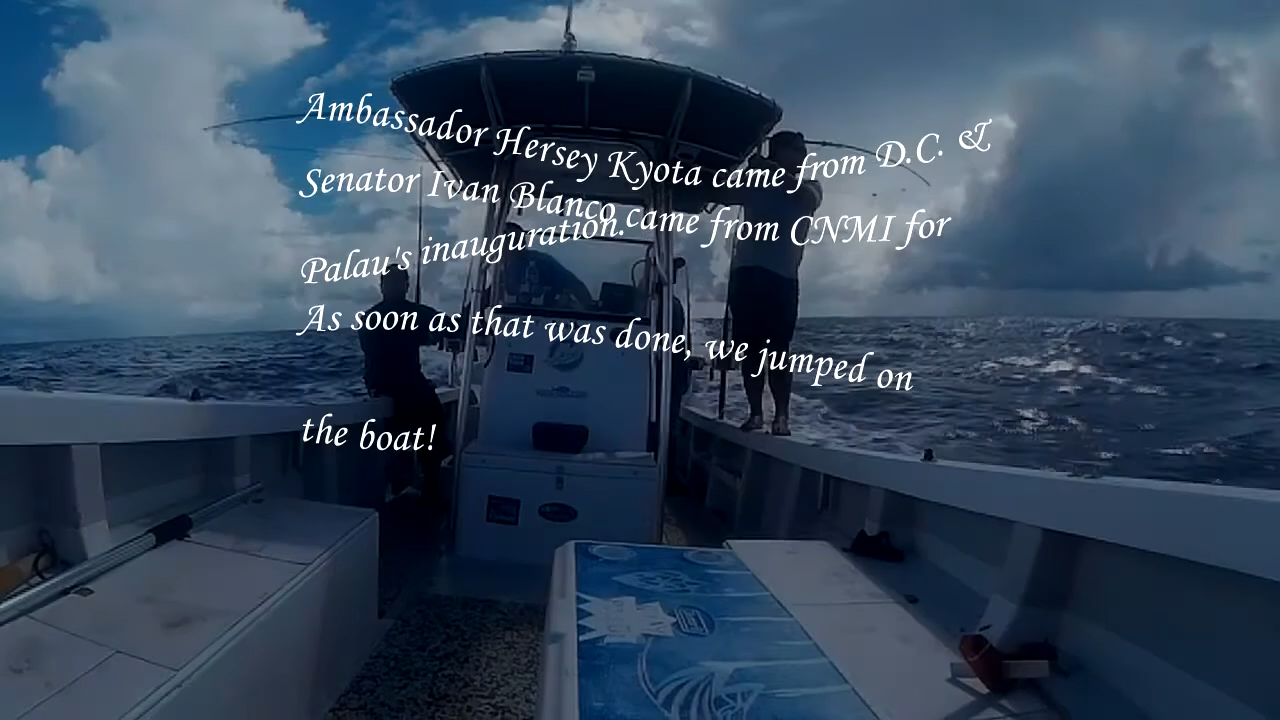 Ambassador Hersey Kyota came from D.C. &
Senator Ivan Blanco came from CNMI for
Palau's inauguration.
As soon as that was done, we jumped on
the boat!